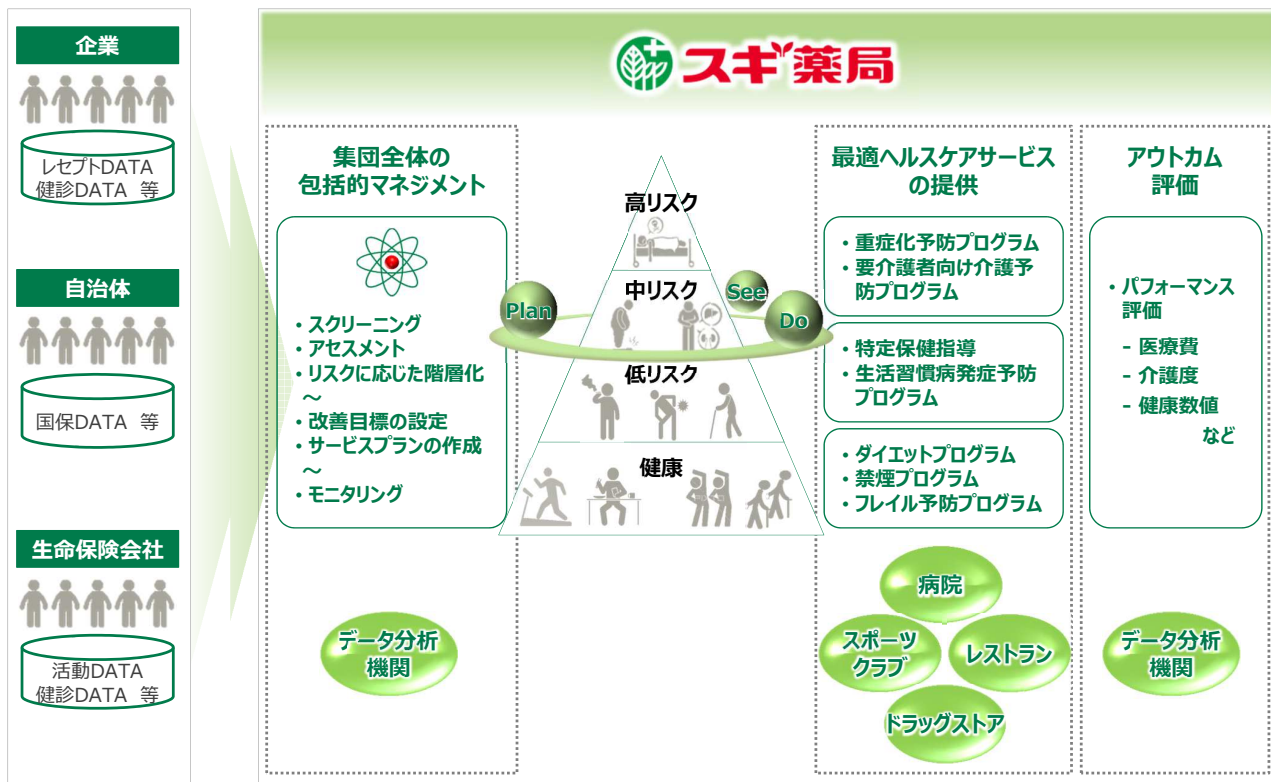 企業
レセプトDATA
健診DATA 等
自治体
国保DATA 等
生命保険会社
活動DATA
健診DATA 等
スギ薬局
集団全体の
包括的マネジメント
・スクリーニング
・アセスメント
・リスクに応じた階層化
～
・改善目標の設定
・サービスプランの作成
～
・モニタリング
データ分析
機関
高リスク
中リスク
低リスク
健康
Plan
See
Do
最適ヘルスケアサービス
の提供
・重症化予防プログラム
・要介護者向け介護予
防プログラム
・特定保健指導
・生活習慣病発症予防
プログラム
・ダイエットプログラム
・禁煙プログラム
・フレイル予防プログラム
病院
スポーツ
クラブ
レストラン
ドラッグストア
アウトカム
評価
・パフォーマンス
評価
- 医療費
- 介護度
- 健康数値
など
データ分析
機関